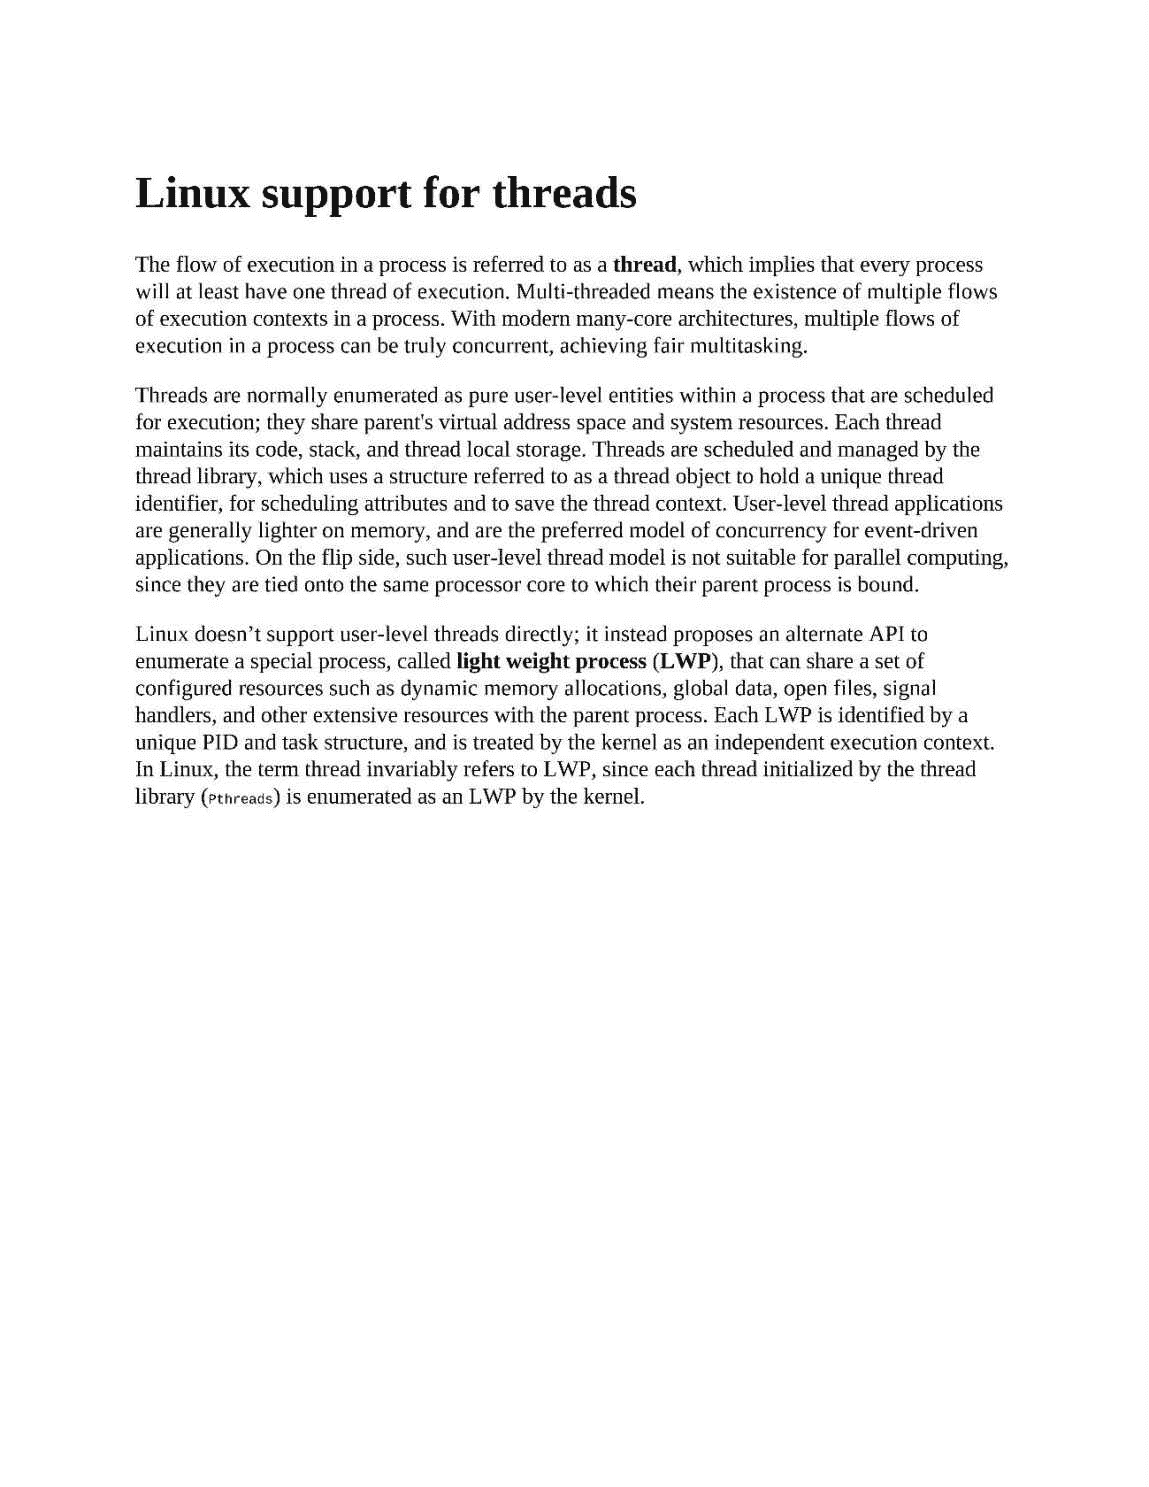 Linux support for threads
The flow of execution in a process is referred to as a thread, which implies that every process
will at least have one thread of execution. Multi-threaded means the existence of multiple flows
of execution contexts in a process. With modern many-core architectures, multiple flows of
execution in a process can be truly concurrent, achieving fair multitasking.
Threads are normally enumerated as pure user-level entities within a process that are scheduled
for execution; they share parent's virtual address space and system resources. Each thread
maintains its code, stack, and thread local storage. Threads are scheduled and managed by the
thread library, which uses a structure referred to as a thread object to hold a unique thread
identifier, for scheduling attributes and to save the thread context. User-level thread applications
are generally lighter on memory, and are the preferred model of concurrency for event-driven
applications. On the flip side, such user-level thread model is not suitable for parallel computing,
since they are tied onto the same processor core to which their parent process is bound.
Linux doesn’t support user-level threads directly; it instead proposes an alternate API to
enumerate a special process, called light weight process (LWP), that can share a set of
configured resources such as dynamic memory allocations, global data, open files, signal
handlers, and other extensive resources with the parent process. Each LWP is identified by a
unique PID and task structure, and is treated by the kernel as an independent execution context.
In Linux, the term thread invariably refers to LWP, since each thread initialized by the thread
library (Pthreads) is enumerated as an LWP by the kernel.